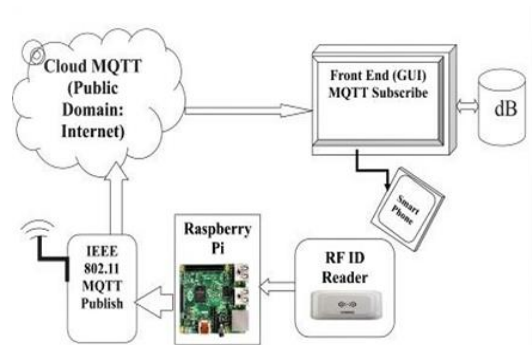 Cloud MQTT
(Public
Domain:
Internet)
Front End (GUI)
MQTT Subscribe
dB
Smart
Phone
IEEE
802.11
MQTT
Publish
Raspberry
Pi
RF ID
Reader